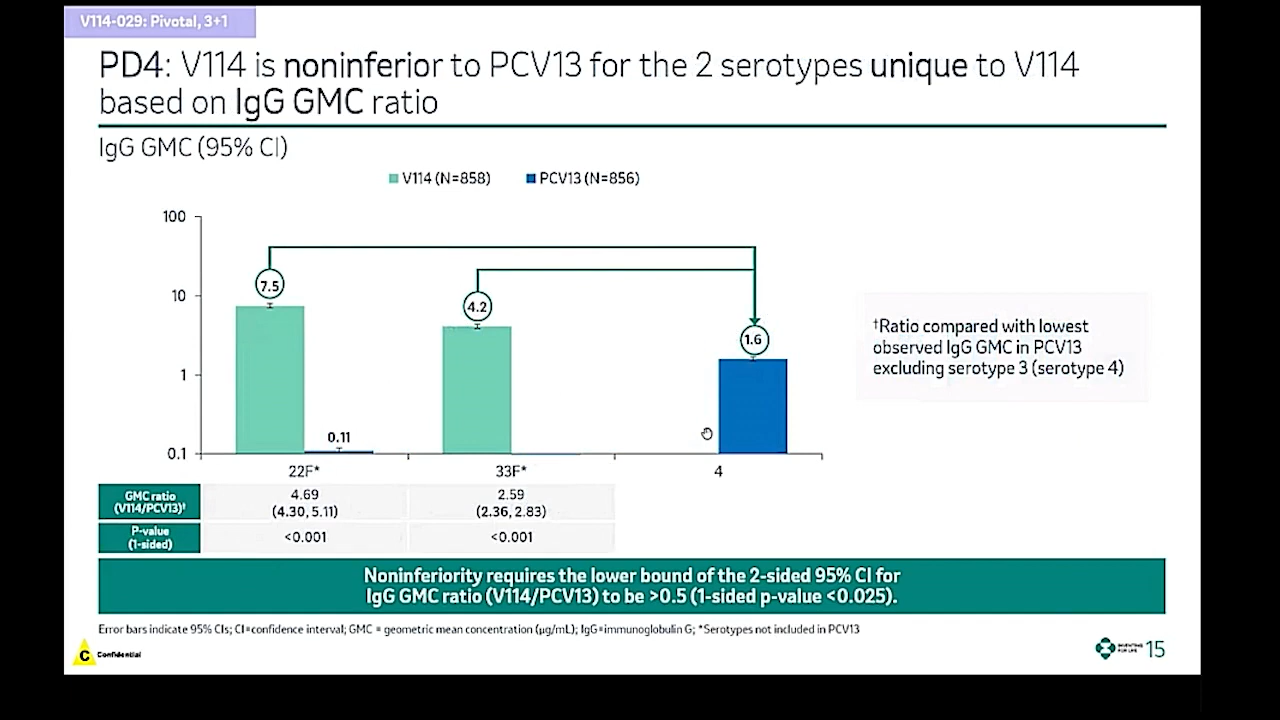 V114-029: Pivotal, 3+1
PD4: V114 is noninferior to PCV13 for the 2 serotypes unique to V114
based on IgG GMC ratio
IgG GMC (95% CI)
V114 (N=858)
PCV13 (N=856)
100
10
1
0.1
7.5
0.11
4.2
1.6
22F*
33F*
4
†Ratio compared with lowest
observed IgG GMC in PCV13
excluding serotype 3 (serotype 4)
GMC ratio
(V114/PCV13)†
4.69
(4.30, 5.11)
2.59
(2.36, 2.83)
P-value
(1-sided)
<0.001
<0.001
Noninferiority requires the lower bound of the 2-sided 95% CI for
IgG GMC ratio (V114/PCV13) to be >0.5 (1-sided p-value <0.025).
Error bars indicate 95% CIs; CI=confidence interval; GMC = geometric mean concentration (µg/mL); IgG=immunoglobulin G; *Serotypes not included in PCV13
C
Confidential
INVENTING
FOR LIFE
15